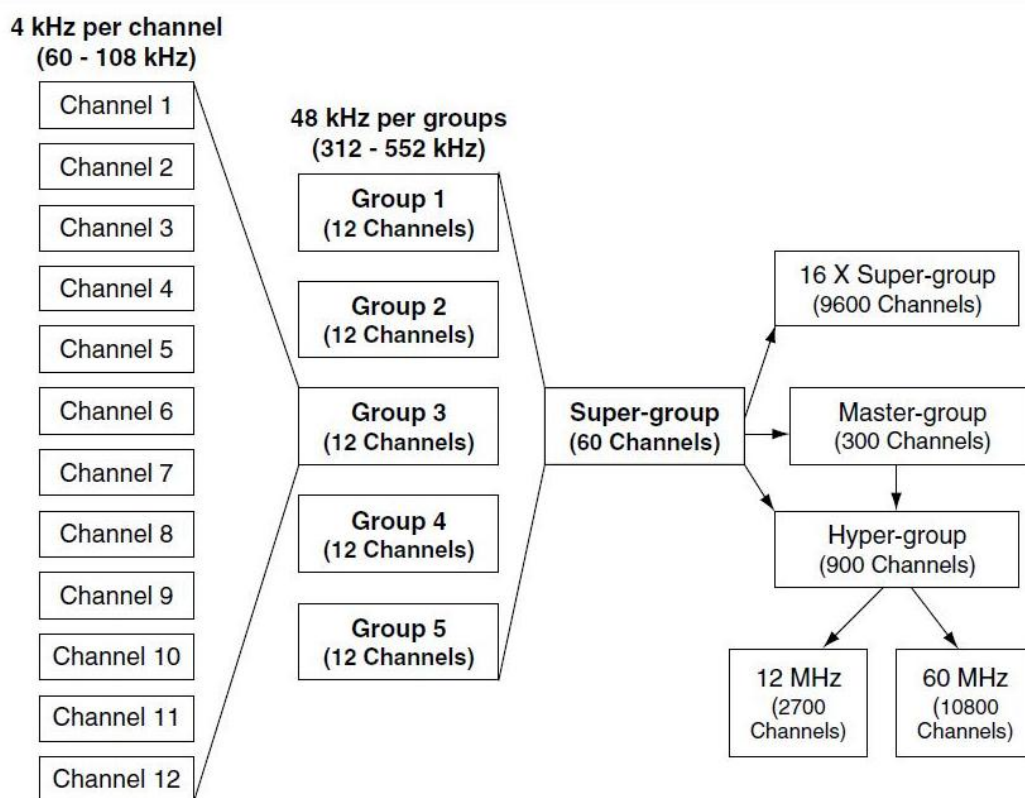 4 kHz per channel
(60 - 108 kHz)
Channel 1
Channel 2
Channel 3
Channel 4
Channel 5
Channel 6
Channel 7
Channel 8
Channel 9
Channel 10
Channel 11
Channel 12
48 kHz per groups
(312 - 552 kHz)
Group 1
(12 Channels)
Group 2
(12 Channels)
Group 3
(12 Channels)
Group 4
(12 Channels)
Group 5
(12 Channels)
Super-group
(60 Channels)
16 X Super-group
(9600 Channels)
Master-group
(300 Channels)
Hyper-group
(900 Channels)
12 MHz
(2700
Channels)
60 MHz
(10800
Channels)